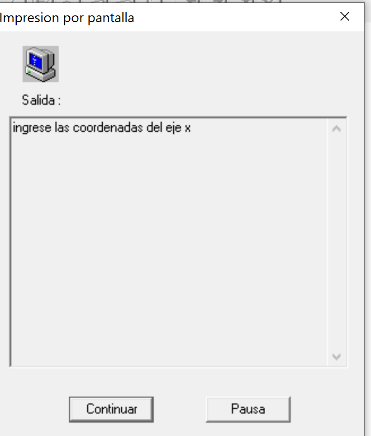 Impresion por pantalla
Salida :
ingrese las coordenadas del eje x
Continuar
Pausa